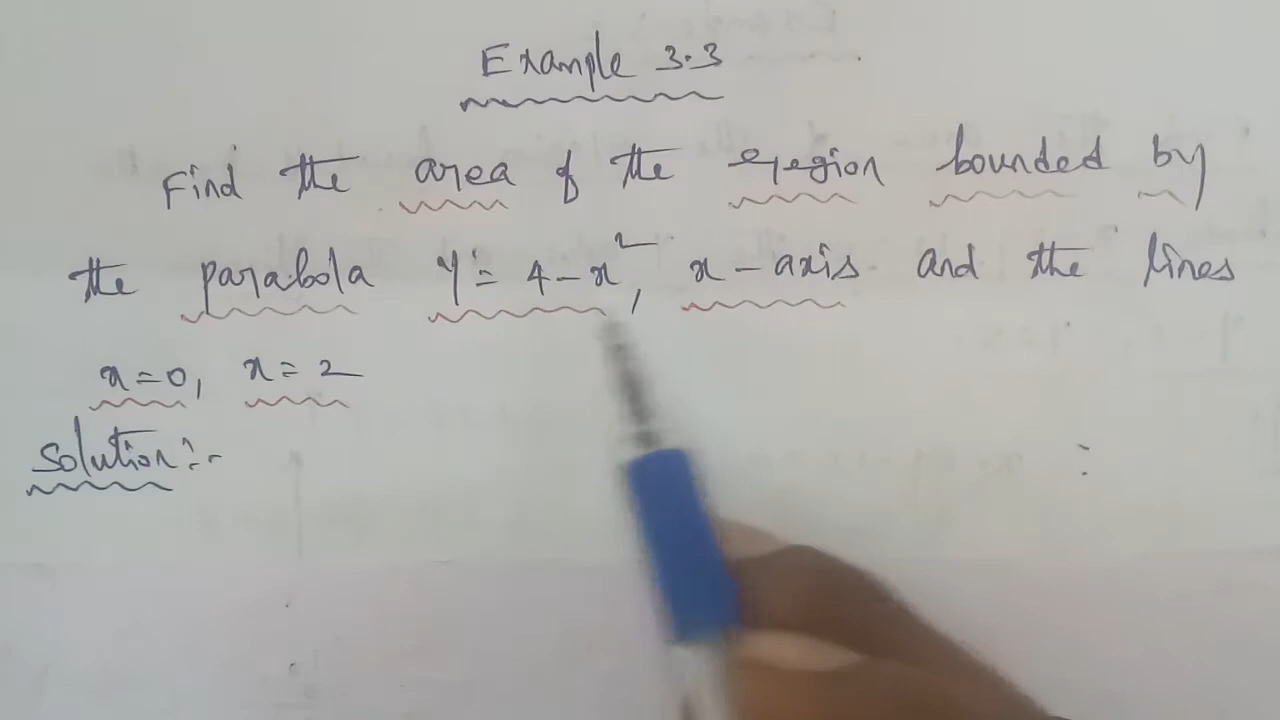 Example 3.3
Find the area of the region bounded by
the parabola y = 4-x², x-axis and the lines
x=0, x=2
Solution:-